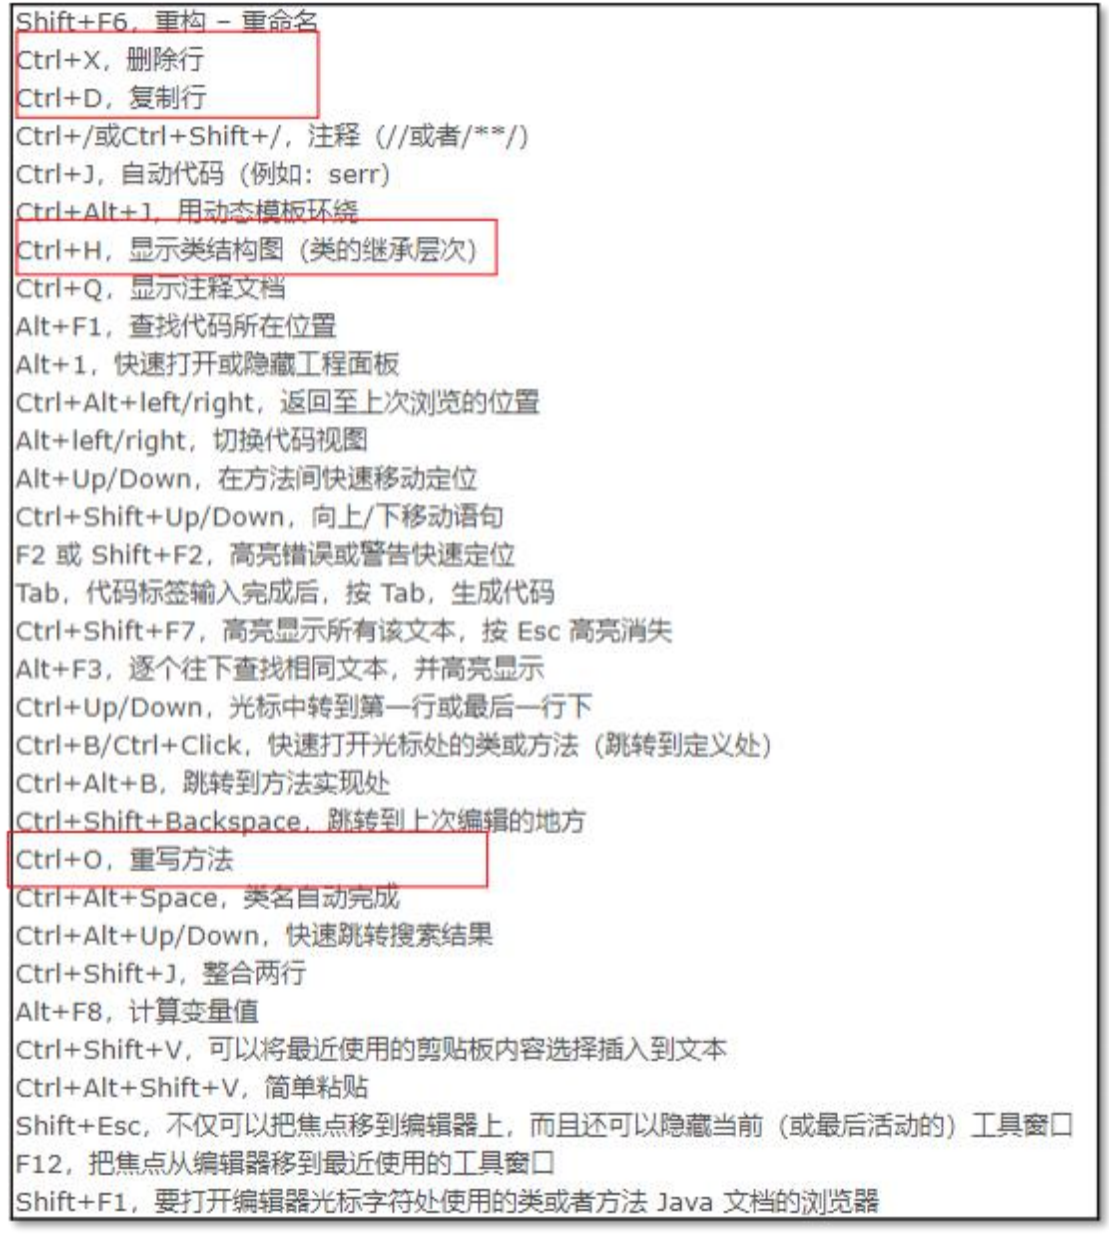 Shift+F6，重构 – 重命名
Ctrl+X，删除行
Ctrl+D，复制行
Ctrl+/或Ctrl+Shift+/，注释（//或者/**/）
Ctrl+J，自动代码（例如：serr）
Ctrl+Alt+J，用动态模板环绕
Ctrl+H，显示类结构图（类的继承层次）
Ctrl+Q，显示注释文档
Alt+F1，查找代码所在位置
Alt+1，快速打开或隐藏工程面板
Ctrl+Alt+left/right，返回至上次浏览的位置
Alt+left/right，切换代码视图
Alt+Up/Down，在方法间快速移动定位
Ctrl+Shift+Up/Down，向上/下移动语句
F2 或 Shift+F2，高亮错误或警告快速定位
Tab，代码标签输入完成后，按 Tab，生成代码
Ctrl+Shift+F7，高亮显示所有该文本，按 Esc 高亮消失
Alt+F3，逐个往下查找相同文本，并高亮显示
Ctrl+Up/Down，光标中转到第一行或最后一行下
Ctrl+B/Ctrl+Click，快速打开光标处的类或方法（跳转到定义处）
Ctrl+Alt+B，跳转到方法实现处
Ctrl+Shift+Backspace，跳转到上次编辑的地方
Ctrl+O，重写方法
Ctrl+Alt+Space，类名自动完成
Ctrl+Alt+Up/Down，快速跳转搜索结果
Ctrl+Shift+J，整合两行
Alt+F8，计算变量值
Ctrl+Shift+V，可以将最近使用的剪贴板内容选择插入到文本
Ctrl+Alt+Shift+V，简单粘贴
Shift+Esc，不仅可以把焦点移到编辑器上，而且还可以隐藏当前（或最后活动的）工具窗口
F12，把焦点从编辑器移到最近使用的工具窗口
Shift+F1，要打开编辑器光标字符处使用的类或者方法 Java 文档的浏览器